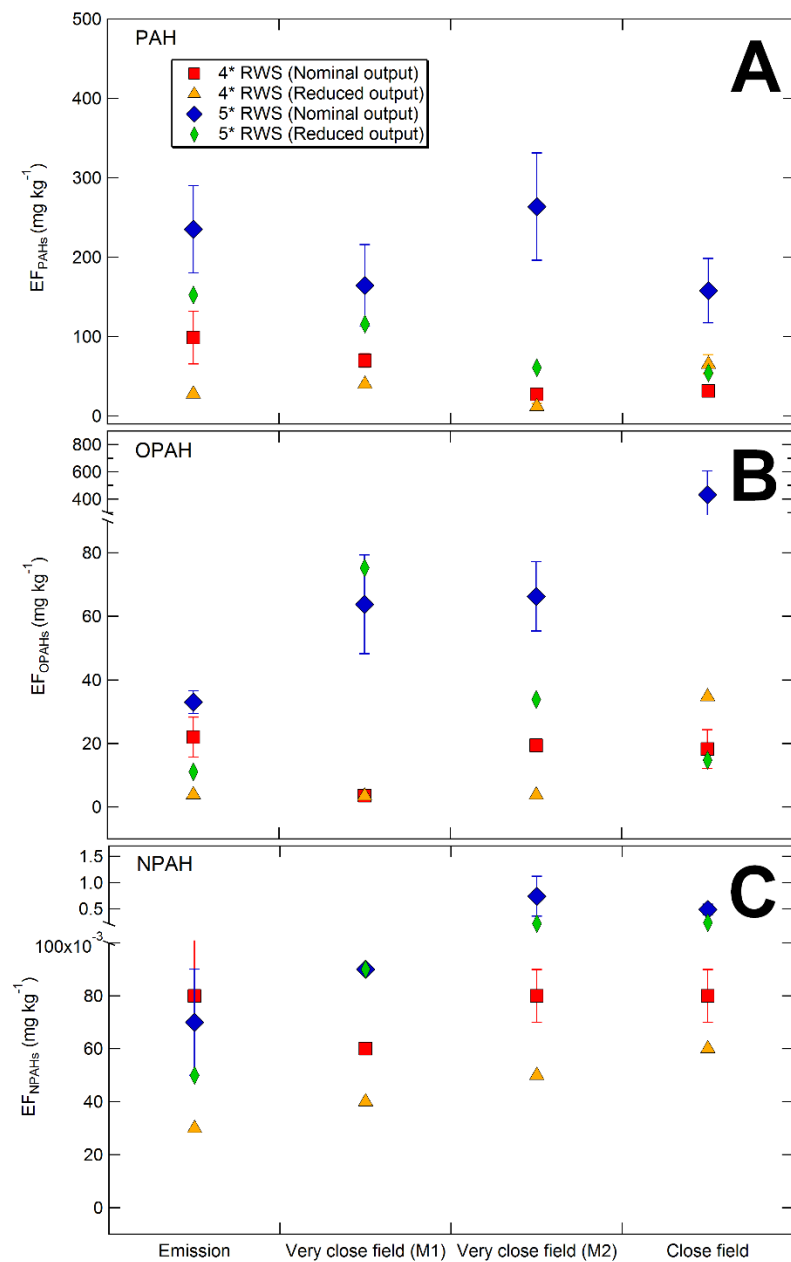 PAH
A
4* RWS (Nominal output)
4* RWS (Reduced output)
5* RWS (Nominal output)
5* RWS (Reduced output)
500
400
300
200
100
0
EF_PAHs (mg kg⁻¹)
OPAH
B
800
600
400
80
60
40
20
0
EF_OPAHs (mg kg⁻¹)
NPAH
C
1.5
1.0
0.5
100x10⁻³
80
60
40
20
0
EF_NPAHs (mg kg⁻¹)
Emission Very close field (M1) Very close field (M2) Close field